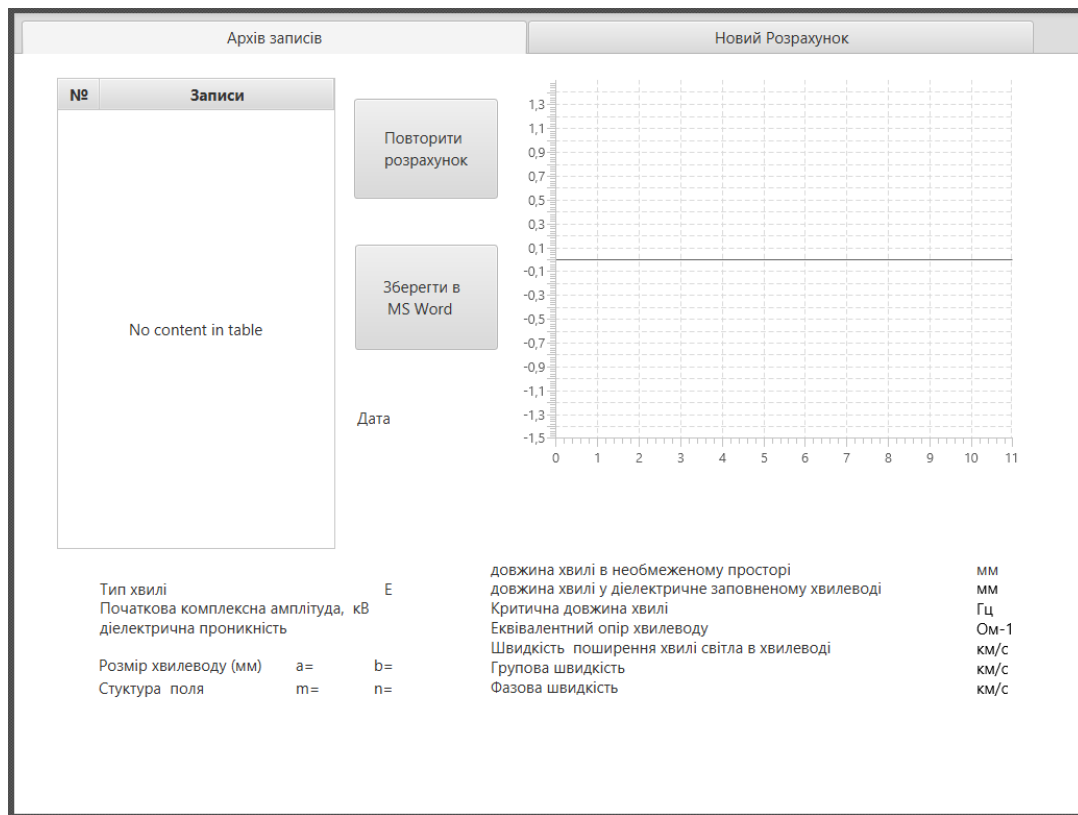 Архів записів
Новий Розрахунок
№ Записи
No content in table
Повторити
розрахунок
Зберегти в
MS Word
Дата
1,3
1,1
0,9
0,7
0,5
0,3
0,1
-0,1
-0,3
-0,5
-0,7
-0,9
-1,1
-1,3
-1,5
0 1 2 3 4 5 6 7 8 9 10 11
Тип хвилі E
Початкова комплексна амплітуда, кВ
діелектрична проникність
Розмір хвилеводу (мм) a= b=
Стуктура поля m= n=
довжина хвилі в необмеженому просторі мм
довжина хвилі у діелектричне заповненому хвилеводі мм
Критична довжина хвилі Гц
Еквівалентний опір хвилеводу Ом-1
Швидкість поширення хвилі світла в хвилеводі км/с
Групова швидкість км/с
Фазова швидкість км/с